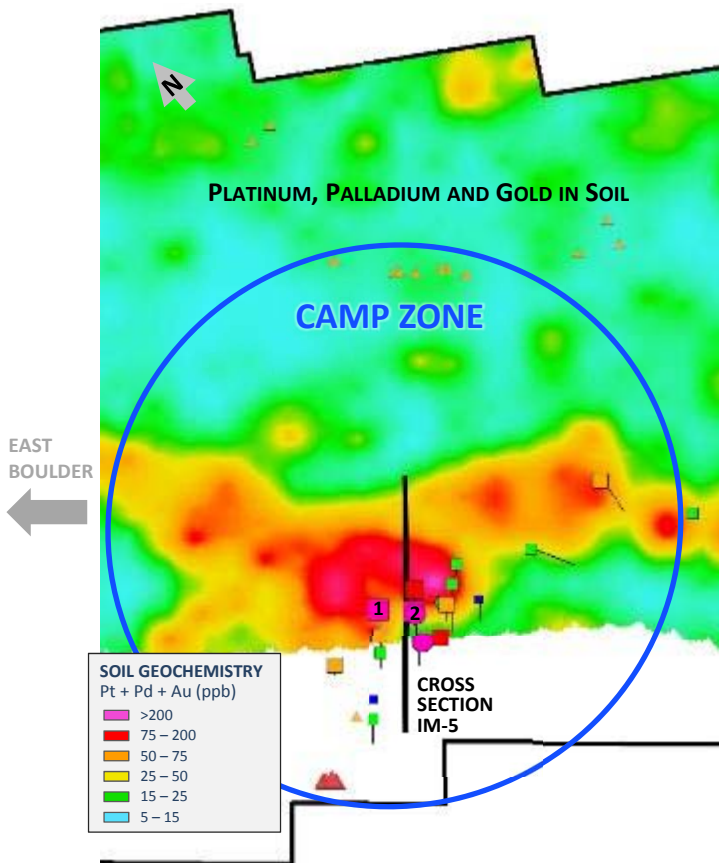 N
PLATINUM, PALLADIUM AND GOLD IN SOIL
CAMP ZONE
EAST
BOULDER
1
2
SOIL GEOCHEMISTRY
Pt + Pd + Au (ppb)
>200
75 – 200
50 – 75
25 – 50
15 – 25
5 – 15
CROSS
SECTION
IM-5